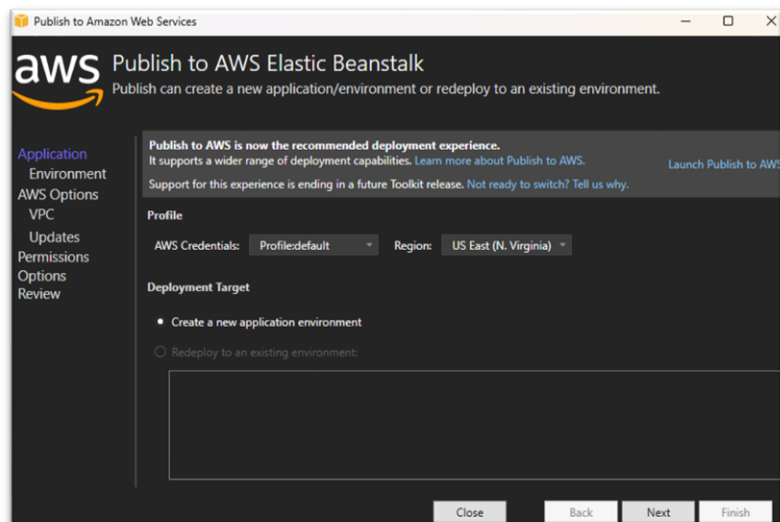 Publish to Amazon Web Services
aws
Publish to AWS Elastic Beanstalk
Publish can create a new application/environment or redeploy to an existing environment.
Application
Environment
AWS Options
VPC
Updates
Permissions
Options
Review
Publish to AWS is now the recommended deployment experience.
It supports a wider range of deployment capabilities. Learn more about Publish to AWS.
Launch Publish to AWS
Support for this experience is ending in a future Toolkit release. Not ready to switch? Tell us why.
Profile
AWS Credentials: Profile:default Region: US East (N. Virginia)
Deployment Target
Create a new application environment
Redeploy to an existing environment:
Close Back Next Finish